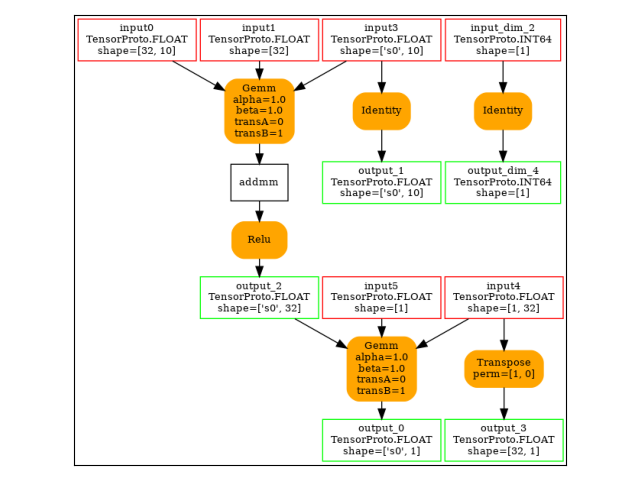 input0
TensorProto.FLOAT
shape=[32, 10]
input1
TensorProto.FLOAT
shape=[32]
input3
TensorProto.FLOAT
shape=['s0', 10]
input_dim_2
TensorProto.INT64
shape=[1]
Gemm
alpha=1.0
beta=1.0
transA=0
transB=1
Identity
Identity
addmm
output_1
TensorProto.FLOAT
shape=['s0', 10]
output_dim_4
TensorProto.INT64
shape=[1]
Relu
output_2
TensorProto.FLOAT
shape=['s0', 32]
input5
TensorProto.FLOAT
shape=[1]
input4
TensorProto.FLOAT
shape=[1, 32]
Gemm
alpha=1.0
beta=1.0
transA=0
transB=1
Transpose
perm=[1, 0]
output_0
TensorProto.FLOAT
shape=['s0', 1]
output_3
TensorProto.FLOAT
shape=[32, 1]